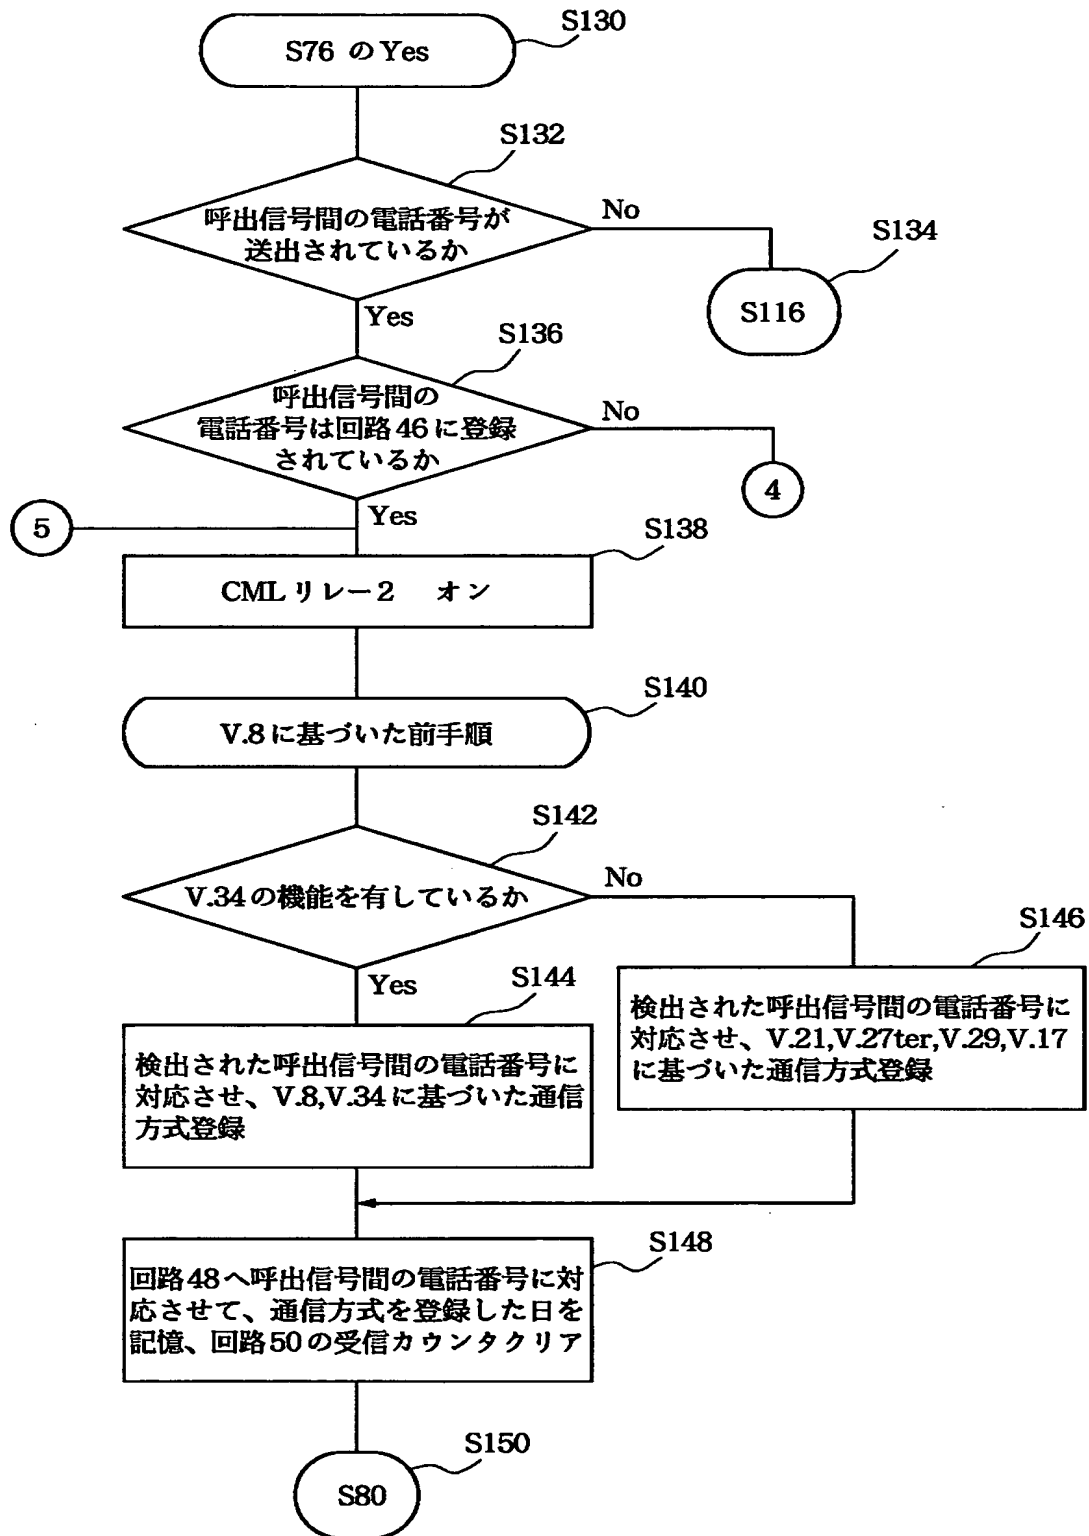 S130
S76 のYes
S132
呼出信号間の電話番号が
送出されているか
No
S134
S116
Yes
S136
呼出信号間の
電話番号は回路46に登録
されているか
No
4
Yes
5
S138
CMLリレー2 オン
S140
V.8に基づいた前手順
S142
V.34の機能を有しているか
No
S146
検出された呼出信号間の電話番号に
対応させ、V.21,V.27ter,V.29,V.17
に基づいた通信方式登録
Yes
S144
検出された呼出信号間の電話番号に
対応させ、V.8,V.34に基づいた通信
方式登録
S148
回路48へ呼出信号間の電話番号に対
応させて、通信方式を登録した日を
記憶、回路50の受信カウンタクリア
S150
S80